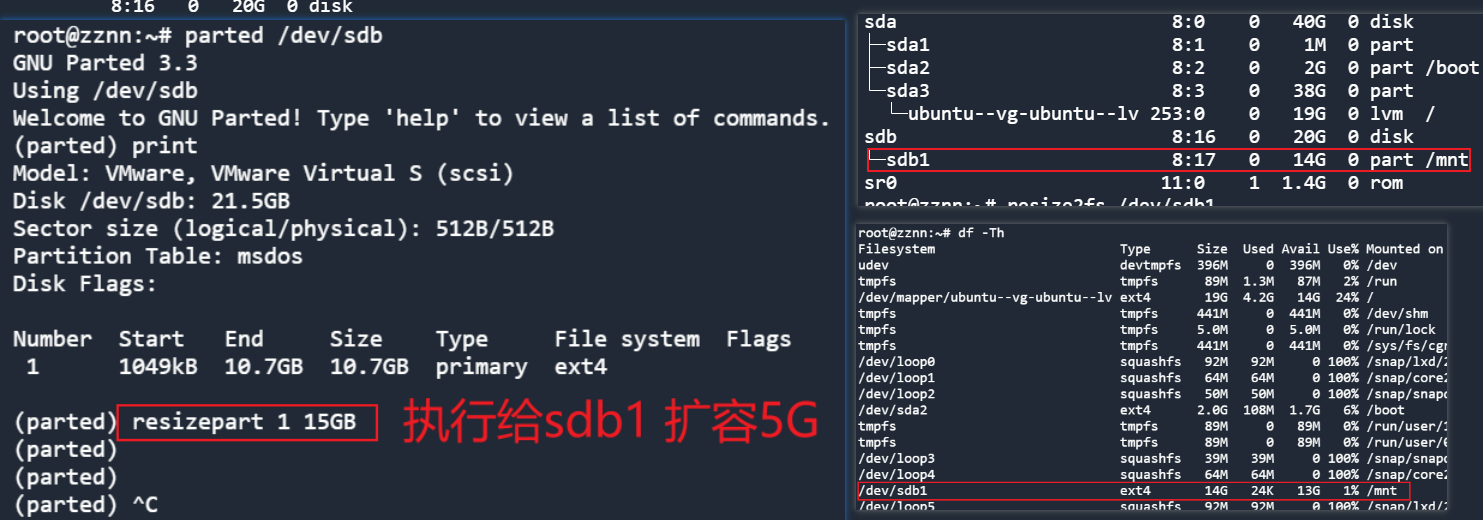 8:16 0 20G 0 disk
root@zznn:~# parted /dev/sdb
GNU Parted 3.3
Using /dev/sdb
Welcome to GNU Parted! Type 'help' to view a list of commands.
(parted) print
Model: VMware, VMware Virtual S (scsi)
Disk /dev/sdb: 21.5GB
Sector size (logical/physical): 512B/512B
Partition Table: msdos
Disk Flags:
Number Start End Size Type File system Flags
1 1049kB 10.7GB 10.7GB primary ext4
(parted) resizepart 1 15GB 执行给sdb1 扩容5G
(parted)
(parted)
(parted) ^C
sda 8:0 0 40G 0 disk
├─sda1 8:1 0 1M 0 part
├─sda2 8:2 0 2G 0 part /boot
└─sda3 8:3 0 38G 0 part
└─ubuntu--vg-ubuntu--lv 253:0 0 19G 0 lvm /
sdb 8:16 0 20G 0 disk
└─sdb1 8:17 0 14G 0 part /mnt
sr0 11:0 1 1.4G 0 rom
root@zznn:~# resize2fs /dev/sdb1
root@zznn:~# df -Th
Filesystem Type Size Used Avail Use% Mounted on
udev devtmpfs 396M 0 396M 0% /dev
tmpfs tmpfs 89M 1.3M 87M 2% /run
/dev/mapper/ubuntu--vg-ubuntu--lv ext4 19G 4.2G 14G 24% /
tmpfs tmpfs 441M 0 441M 0% /dev/shm
tmpfs tmpfs 5.0M 0 5.0M 0% /run/lock
tmpfs tmpfs 441M 0 441M 0% /sys/fs/cgr
/dev/loop0 squashfs 92M 92M 0 100% /snap/lxd/2
/dev/loop1 squashfs 64M 64M 0 100% /snap/core2
/dev/loop2 squashfs 50M 50M 0 100% /snap/snapd
/dev/sda2 ext4 2.0G 108M 1.7G 6% /boot
tmpfs tmpfs 89M 0 89M 0% /run/user/1
tmpfs tmpfs 89M 0 89M 0% /run/user/0
/dev/loop3 squashfs 39M 39M 0 100% /snap/snapd
/dev/loop4 squashfs 64M 64M 0 100% /snap/core2
/dev/sdb1 ext4 14G 24K 13G 1% /mnt
/dev/loop5 squashfs 92M 92M 0 100% /snap/lxd/2